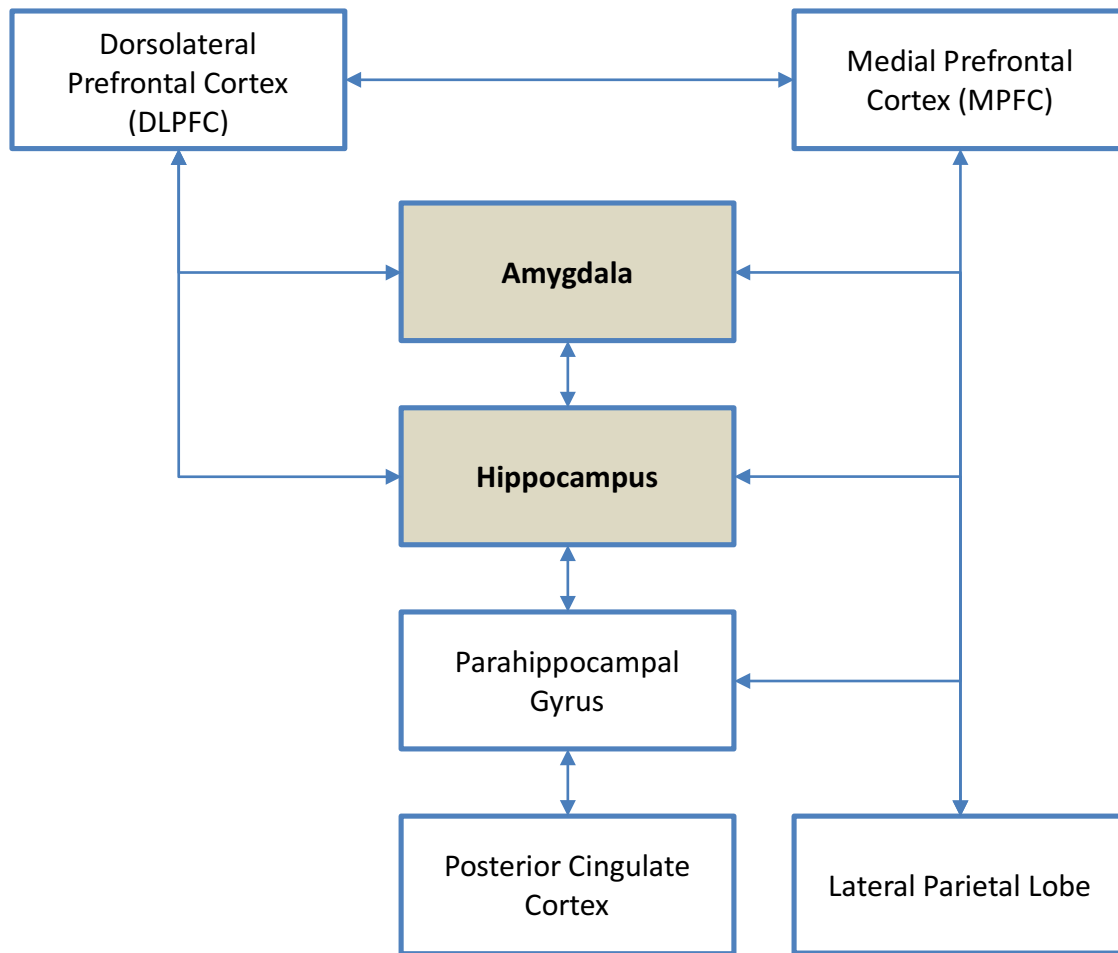 Dorsolateral
Prefrontal Cortex
(DLPFC)
Medial Prefrontal
Cortex (MPFC)
Amygdala
Hippocampus
Parahippocampal
Gyrus
Posterior Cingulate
Cortex
Lateral Parietal Lobe